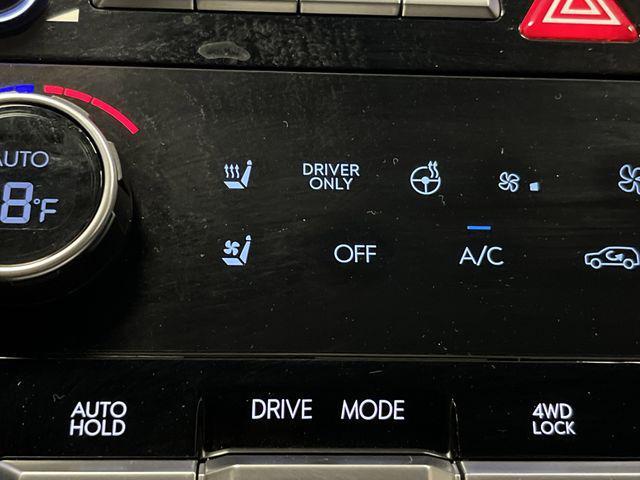 AUTO
8°F
DRIVER
ONLY
OFF
A/C
AUTO
HOLD
DRIVE MODE
4WD
LOCK